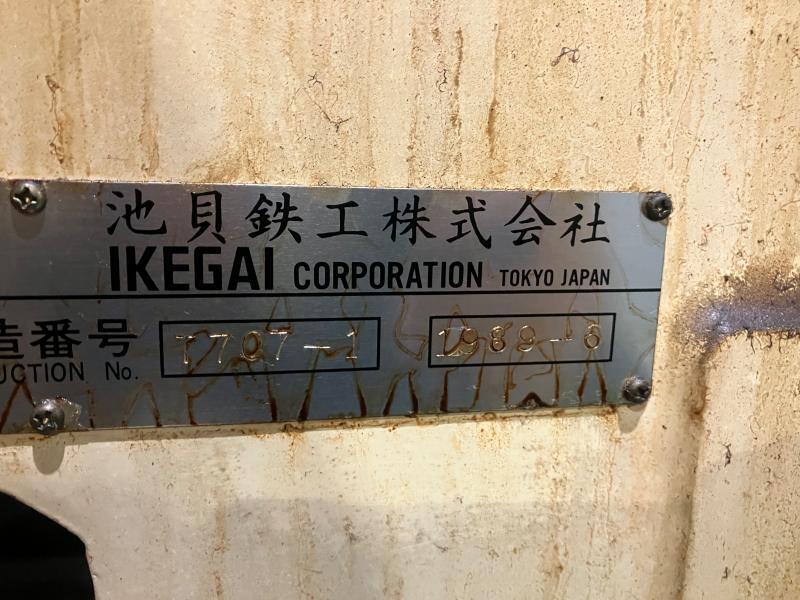 池貝鉄工株式会社
IKEGAI CORPORATION TOKYO JAPAN
造番号 7707-1 1989-6
UCTION No.